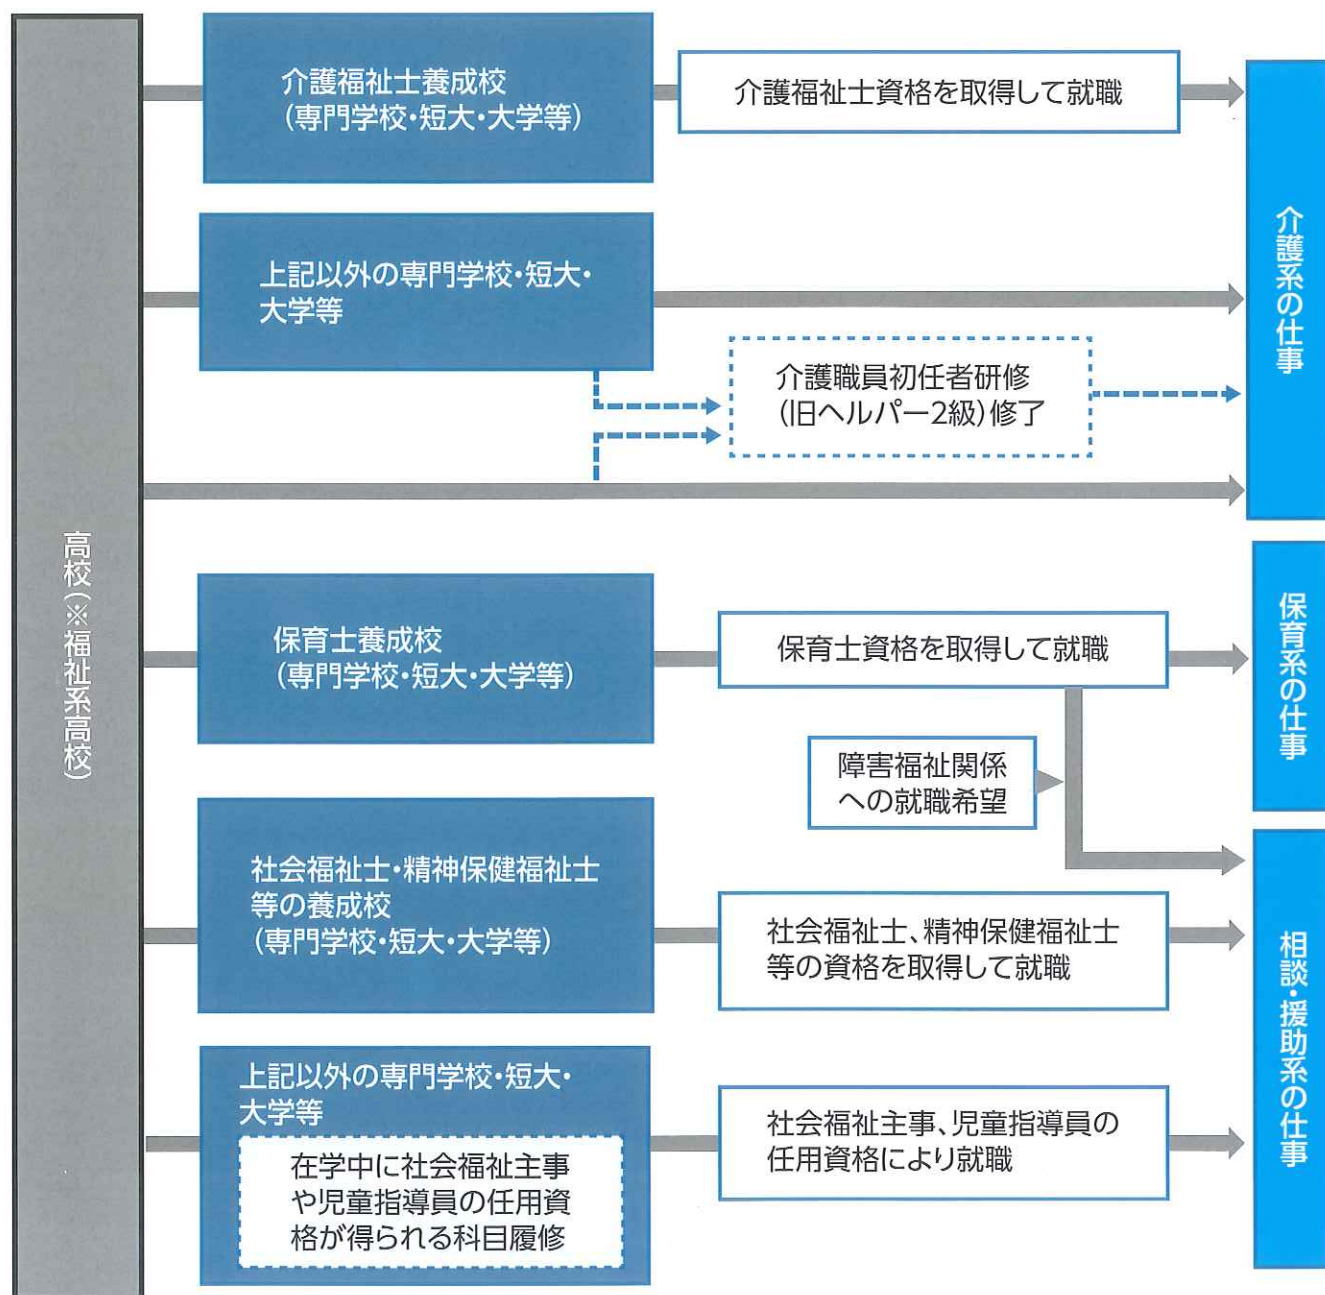 高校(※福祉系高校)
介護福祉士養成校
(専門学校・短大・大学等)
介護福祉士資格を取得して就職
上記以外の専門学校・短大・
大学等
介護職員初任者研修
(旧ヘルパー2級)修了
介護系の仕事
保育士養成校
(専門学校・短大・大学等)
保育士資格を取得して就職
保育系の仕事
障害福祉関係
への就職希望
社会福祉士・精神保健福祉士
等の養成校
(専門学校・短大・大学等)
社会福祉士、精神保健福祉士
等の資格を取得して就職
上記以外の専門学校・短大・
大学等
在学中に社会福祉主事
や児童指導員の任用資
格が得られる科目履修
社会福祉主事、児童指導員の
任用資格により就職
相談・援助系の仕事